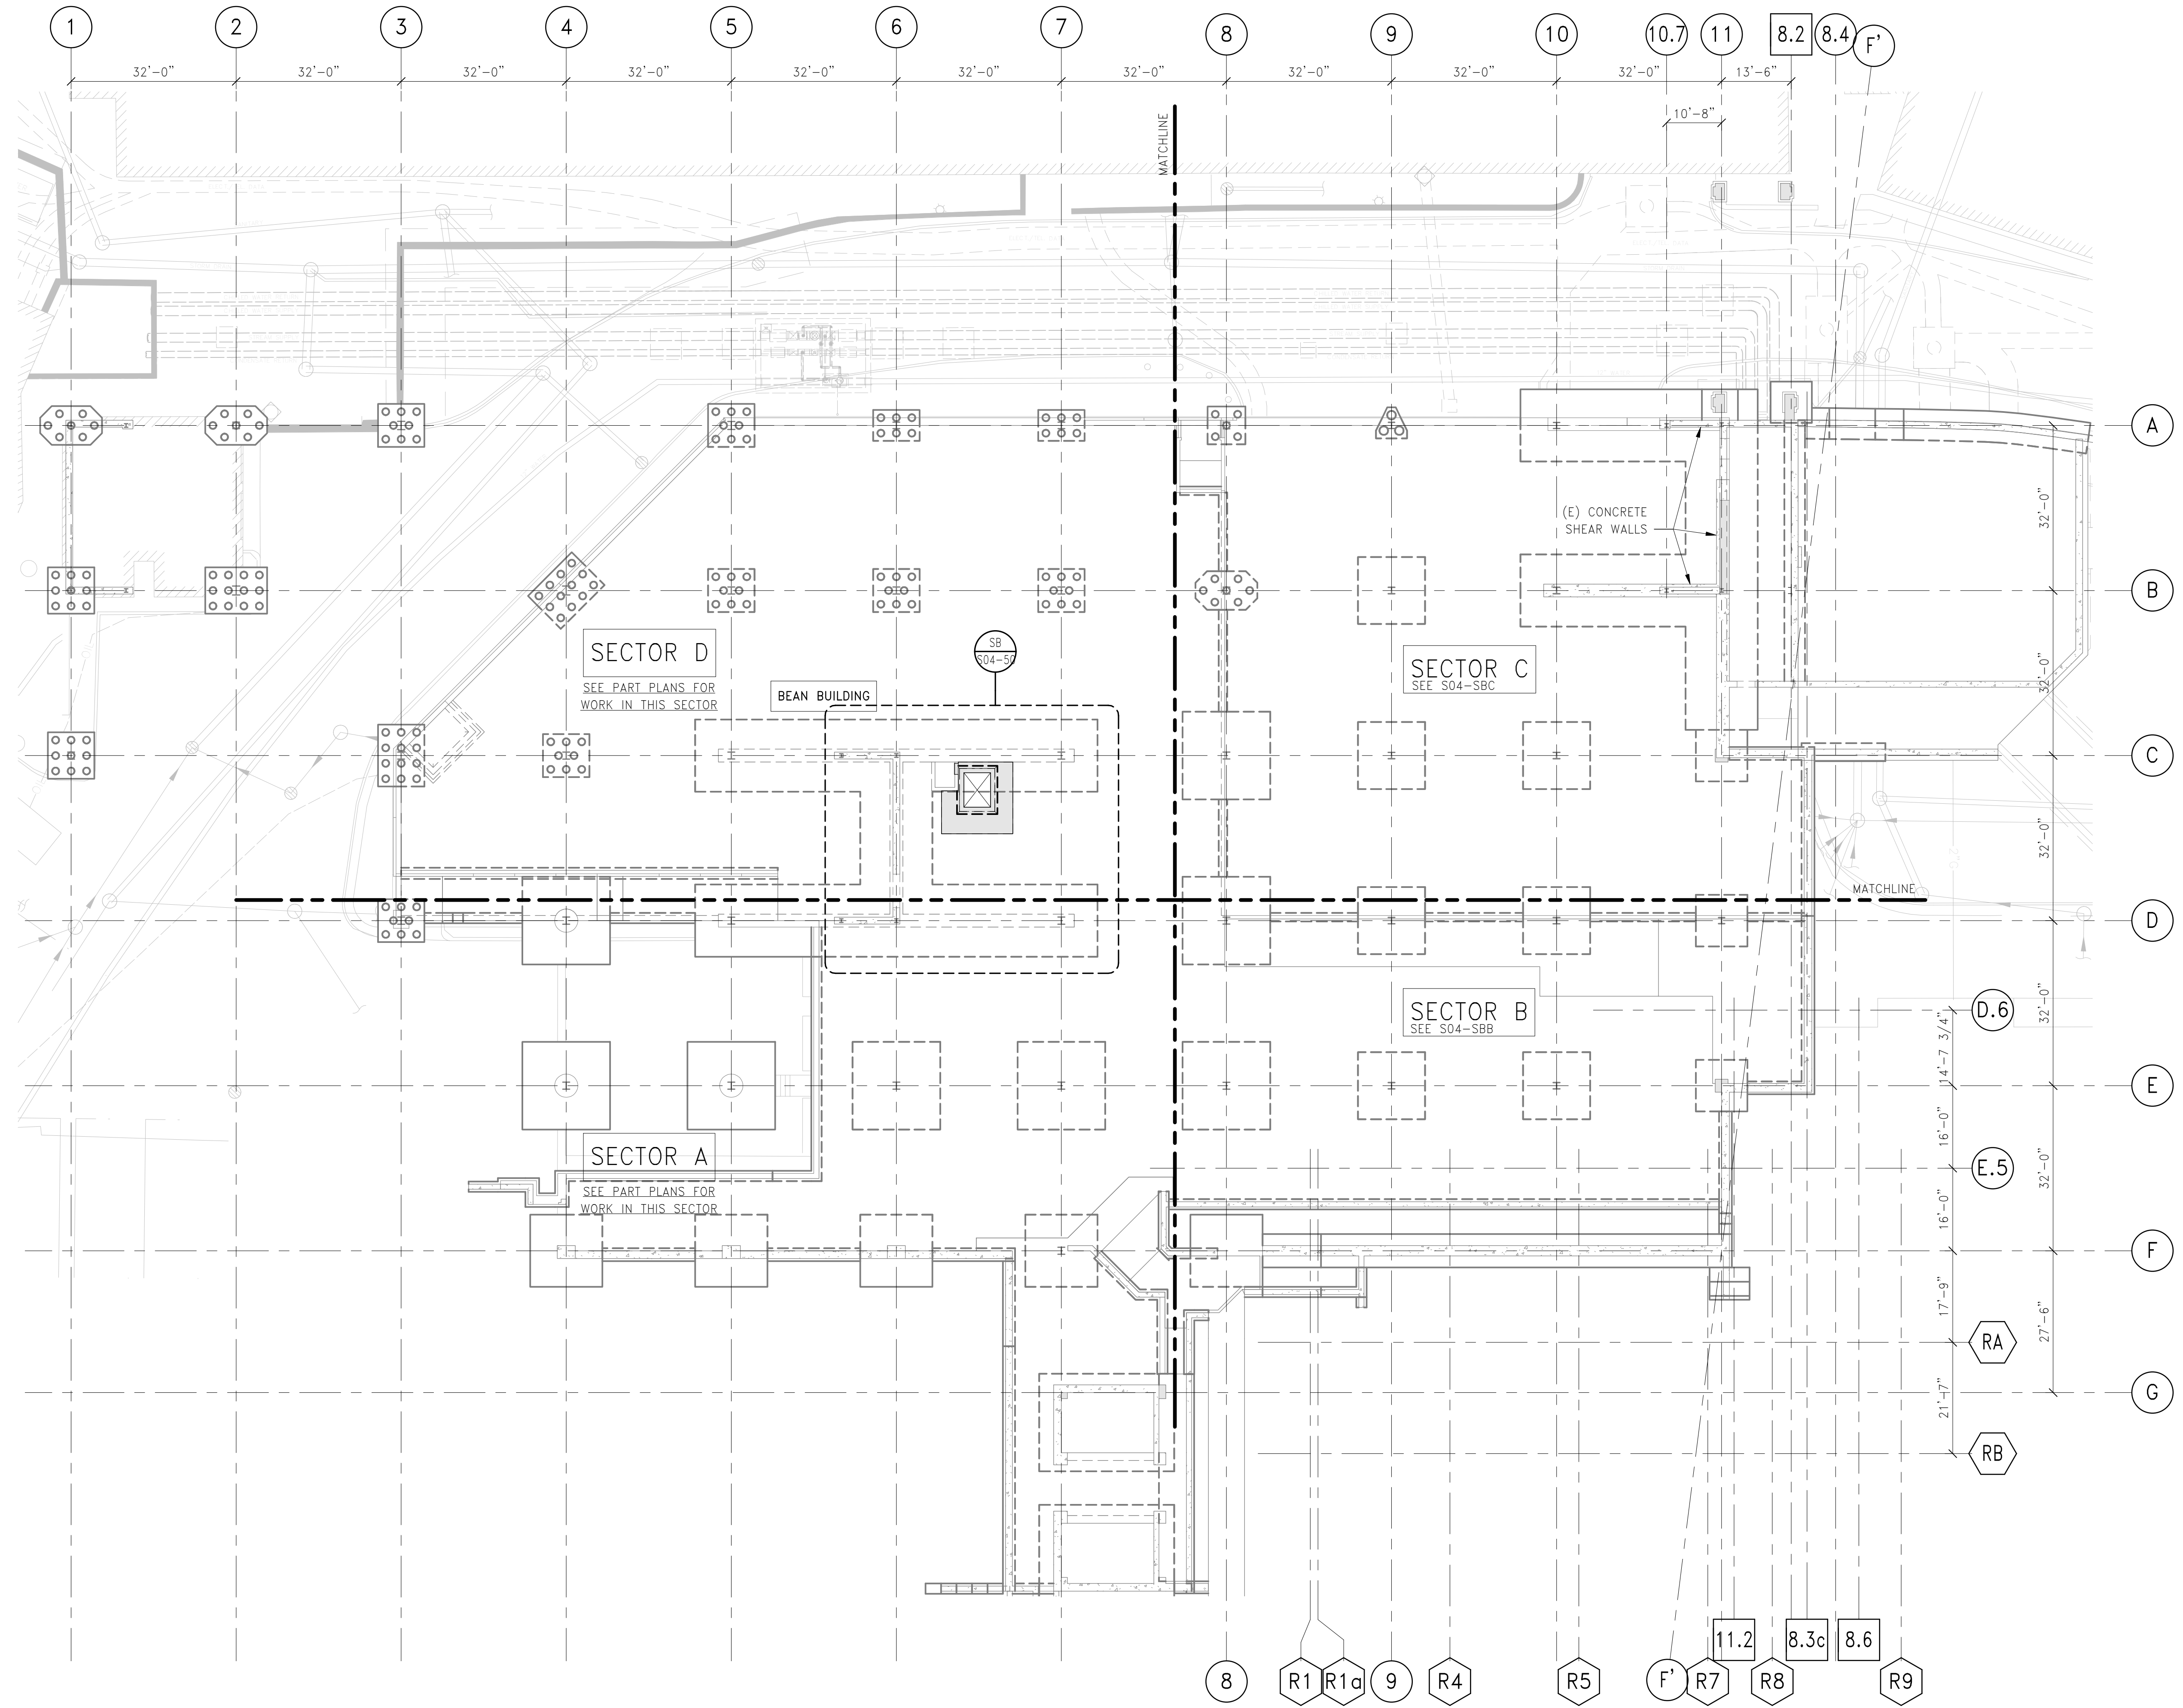 1
2
3
4
5
6
7
8
9
10
10.7
11
8.2
8.4
F'
32'-0"
32'-0"
32'-0"
32'-0"
32'-0"
32'-0"
32'-0"
32'-0"
32'-0"
32'-0"
13'-6"
10'-8"
MATCHLINE
A
32'-0"
(E) CONCRETE
SHEAR WALLS
B
SECTOR D
SEE PART PLANS FOR
WORK IN THIS SECTOR
SB
S04-50
BEAN BUILDING
SECTOR C
SEE S04-SBC
32'-0"
C
32'-0"
MATCHLINE
D
SECTOR B
SEE S04-SBB
D.6
32'-0"
14'-7 3/4"
E
SECTOR A
SEE PART PLANS FOR
WORK IN THIS SECTOR
16'-0"
E.5
32'-0"
16'-0"
F
17'-9"
27'-6"
RA
21'-7"
G
RB
11.2
8.3c
8.6
8
R1
R1a
9
R4
R5
F'
R7
R8
R9